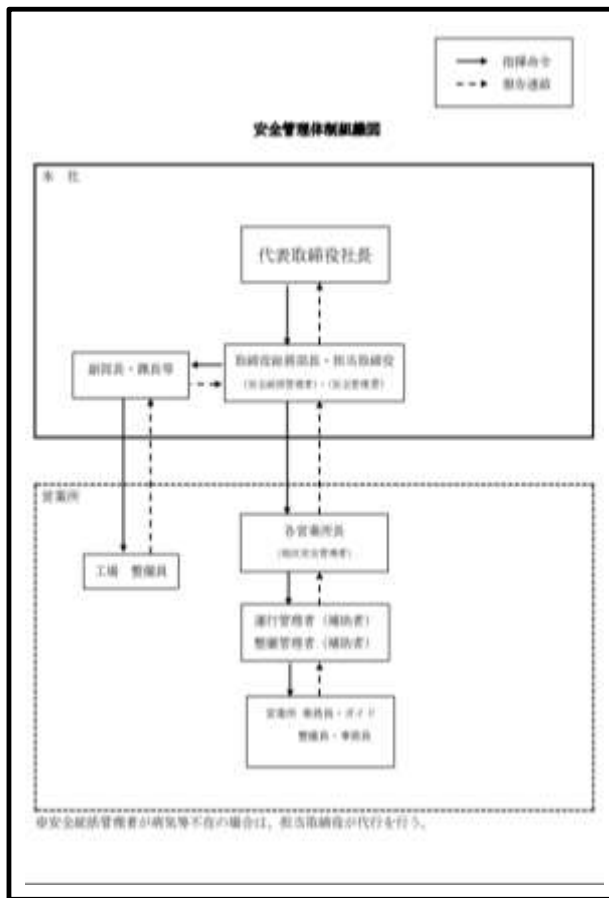 指揮命令
報告連絡
安全管理体制組織図
本 社
代表取締役社長
取締役総務部長・担当取締役
(安全統括管理者)・(安全管理者)
副部長・課長等
営業所
各営業所長
工場 整備員
運行管理者(補助者)
整備管理者(補助者)
営業所 乗務員・ガイド
整備員・事務員
※安全統括管理者が病気等不在の場合は、担当取締役が代行を行う。